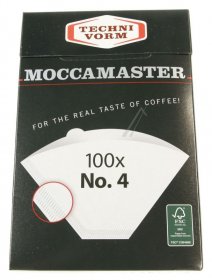 TECHNI
VORM
MOCCAMASTER
FOR THE REAL TASTE OF COFFEE!
100x
No. 4
FSC